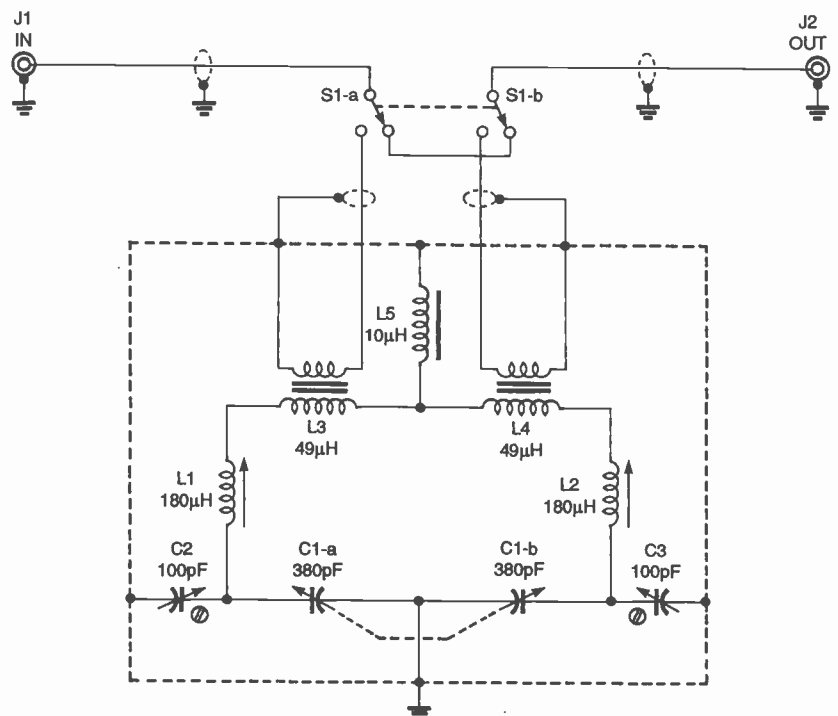 J1
IN
J2
OUT
S1-a
S1-b
L5
10µH
L3
49µH
L4
49µH
L1
180µH
L2
180µH
C2
100pF
C1-a
380pF
C1-b
380pF
C3
100pF